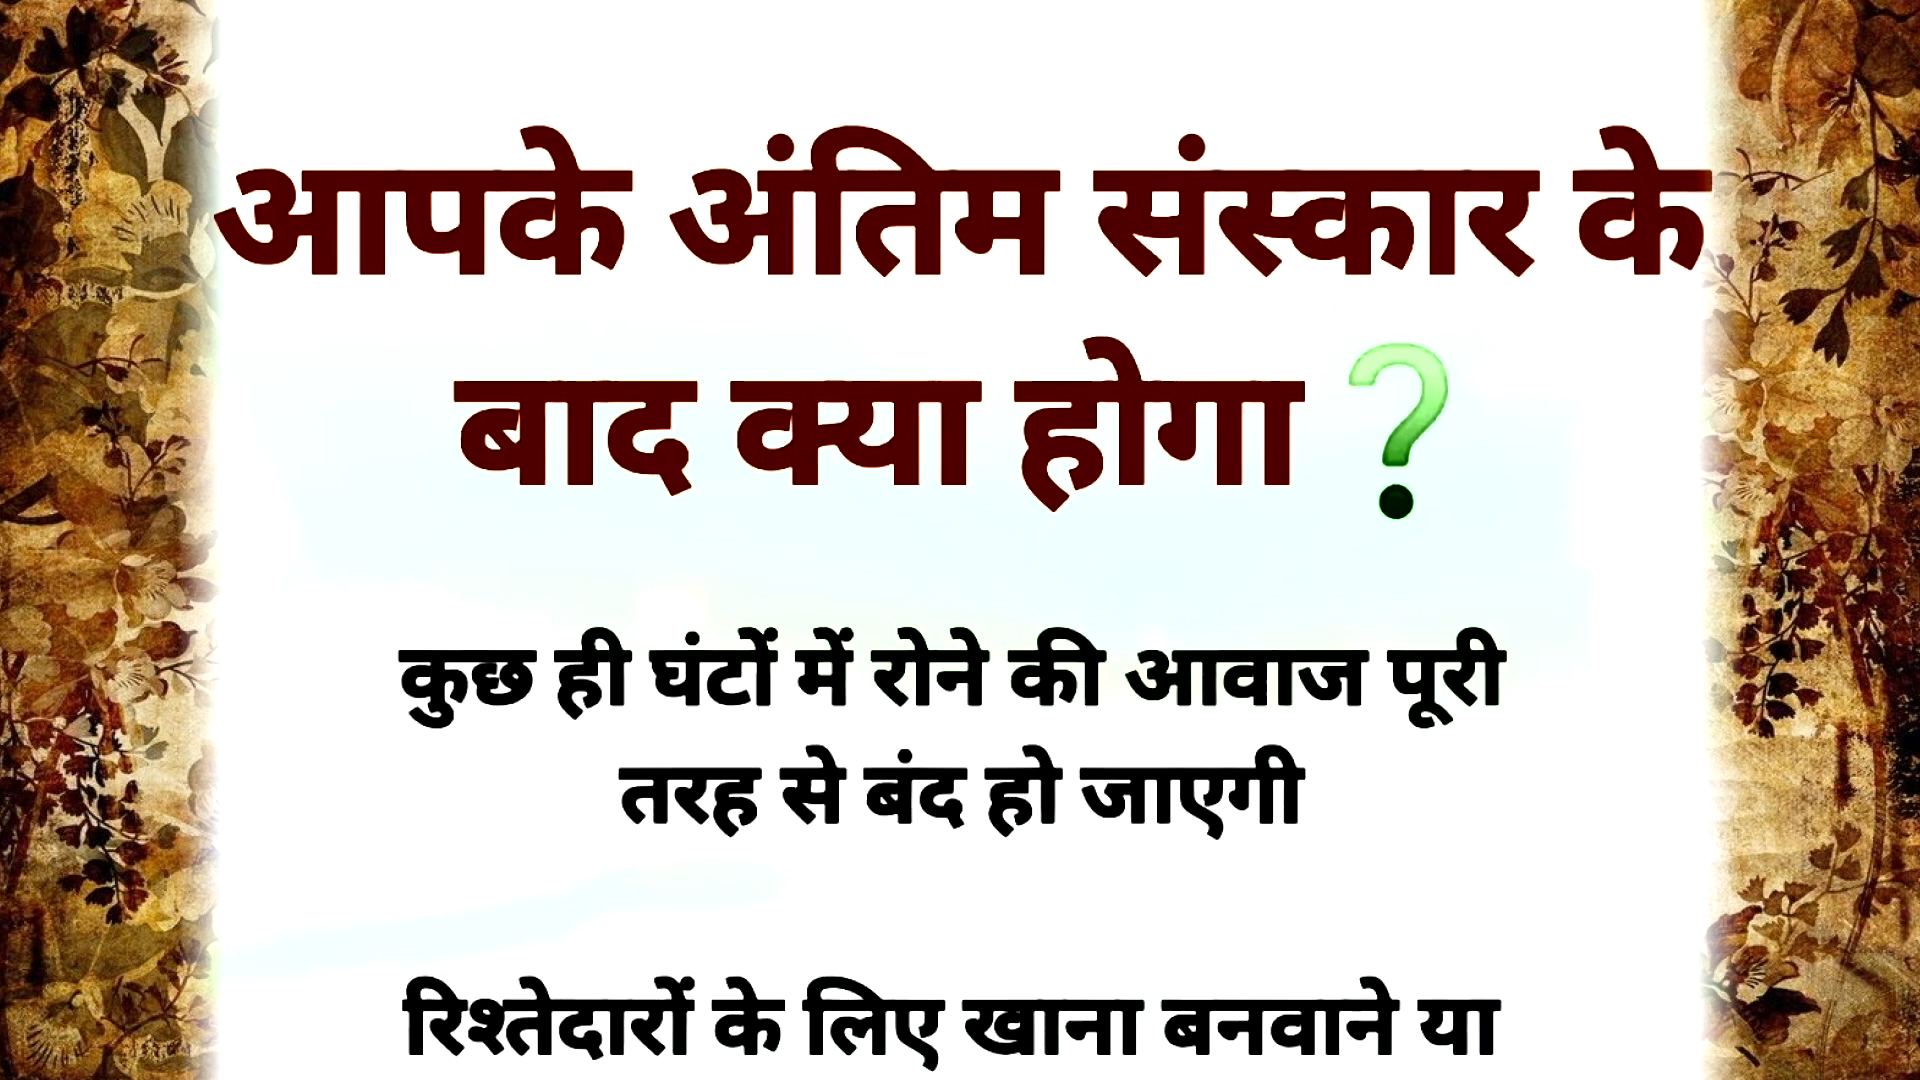 आपके अंतिम संस्कार के
बाद क्या होगा ?
कुछ ही घंटों में रोने की आवाज पूरी
तरह से बंद हो जाएगी
रिश्तेदारों के लिए खाना बनवाने या